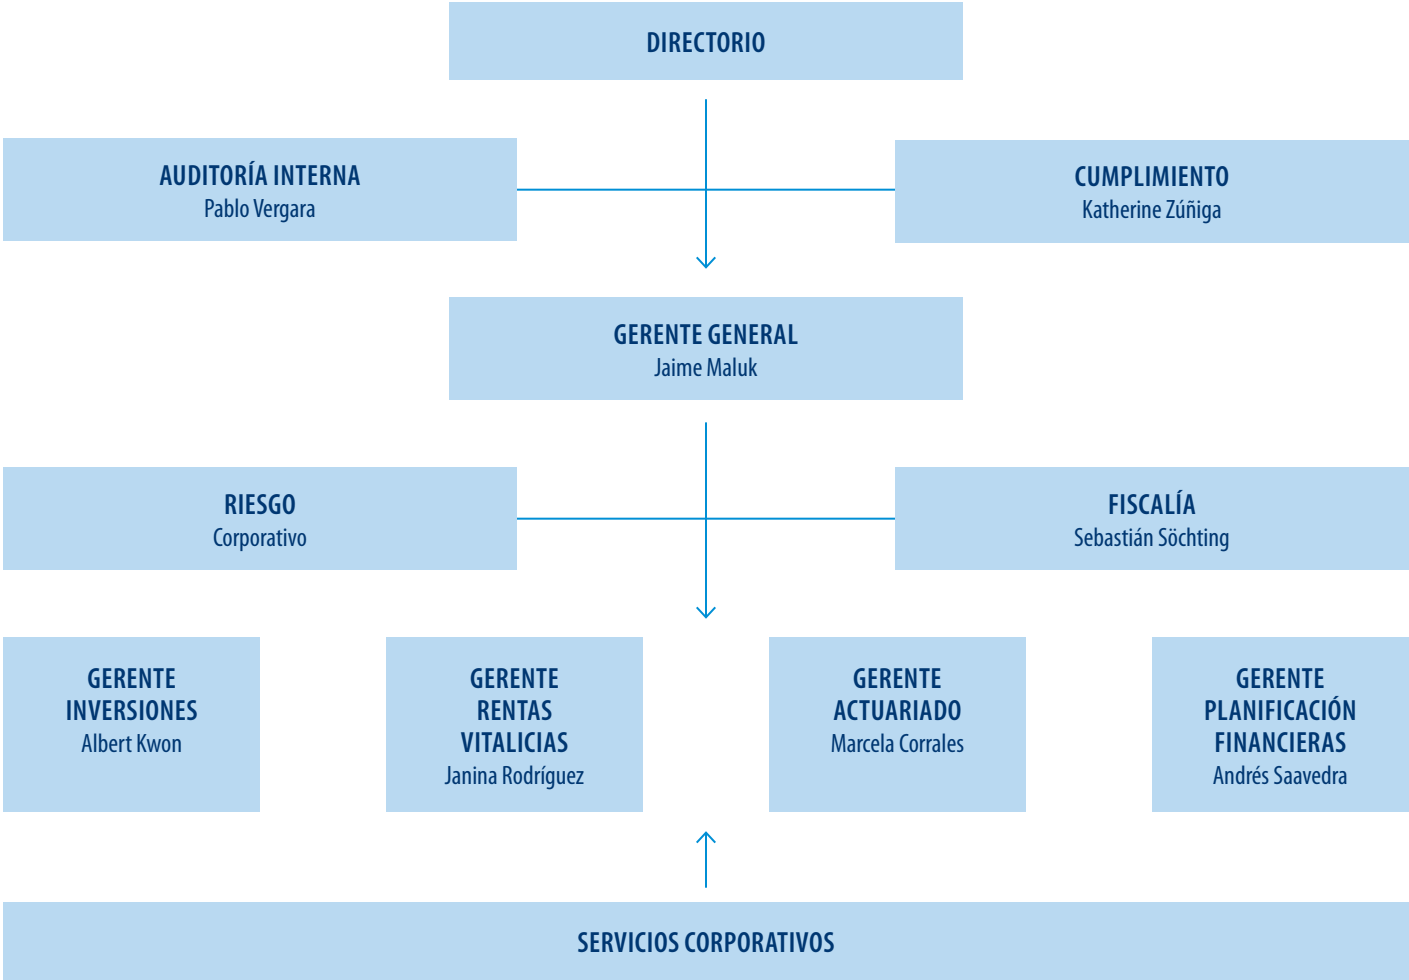 DIRECTORIO
AUDITORÍA INTERNA
Pablo Vergara
CUMPLIMIENTO
Katherine Zúñiga
GERENTE GENERAL
Jaime Maluk
RIESGO
Corporativo
FISCALÍA
Sebastián Söchting
GERENTE
INVERSIONES
Albert Kwon
GERENTE
RENTAS
VITALICIAS
Janina Rodríguez
GERENTE
ACTUARIADO
Marcela Corrales
GERENTE
PLANIFICACIÓN
FINANCIERAS
Andrés Saavedra
SERVICIOS CORPORATIVOS